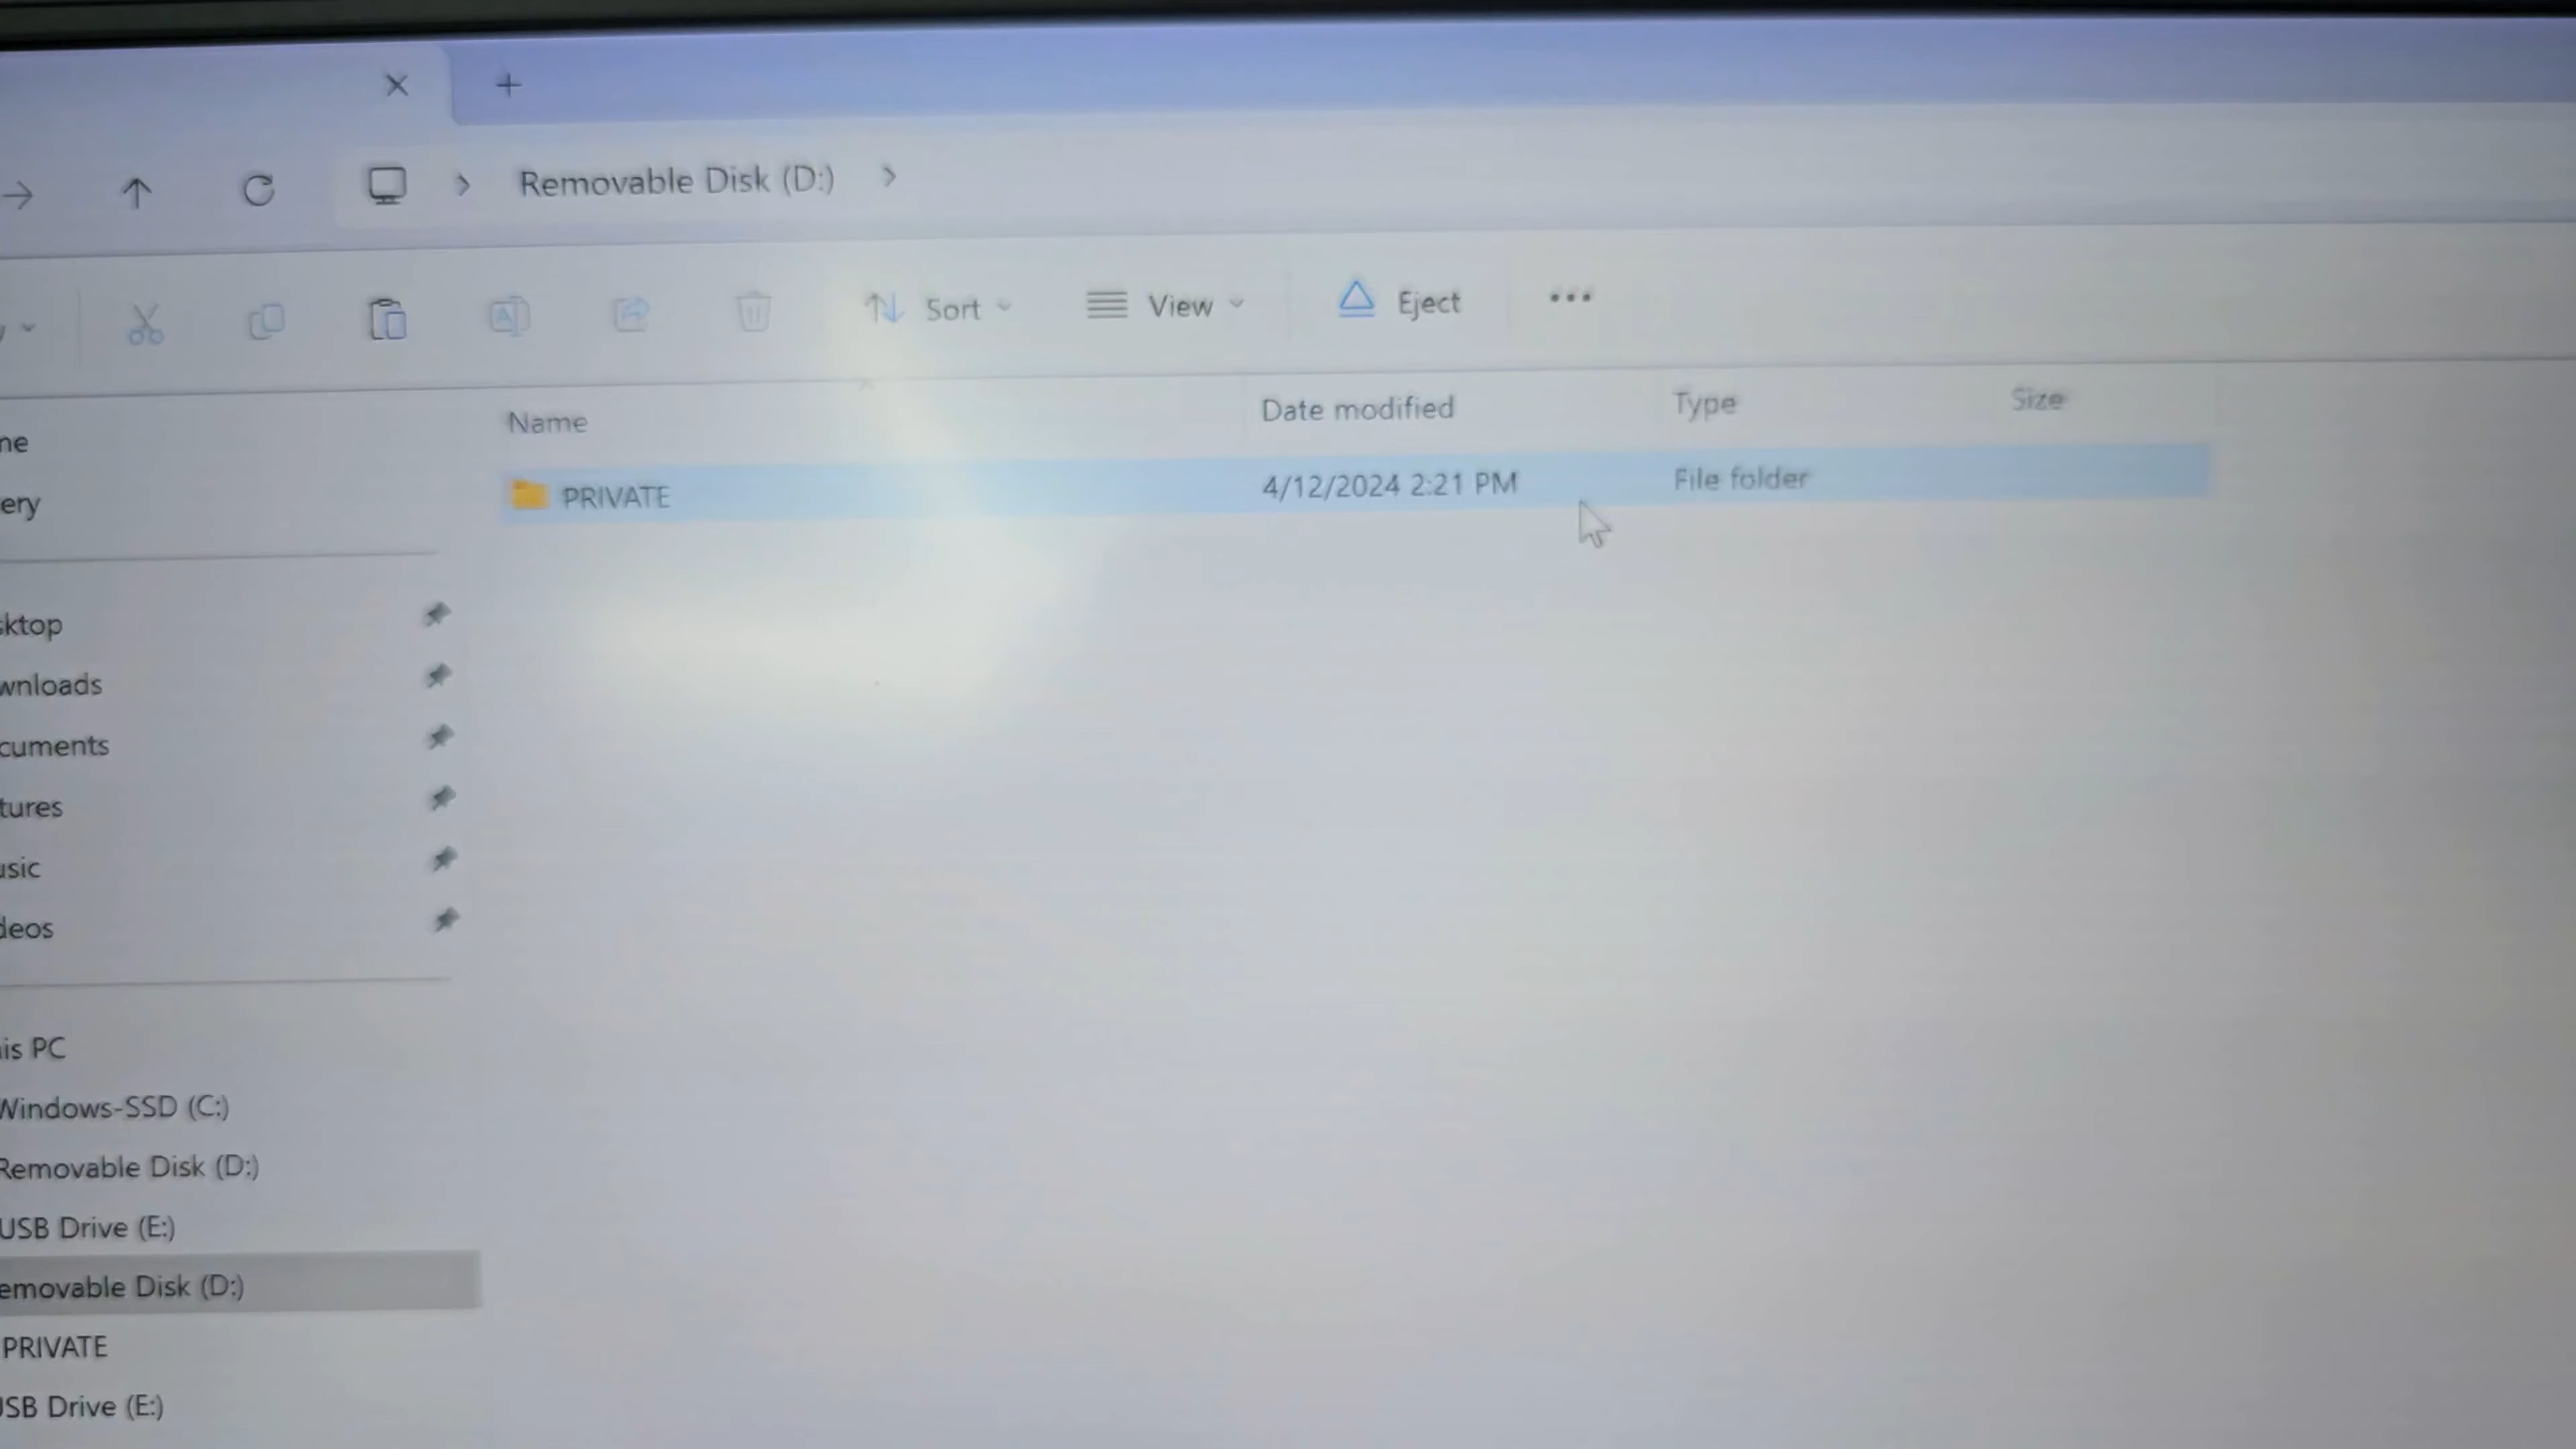 Removable Disk (D:)
Sort
View
Eject
Name
Date modified
Type
Size
PRIVATE
4/12/2024 2:21 PM
File folder
ne
ery
sktop
wnloads
cuments
tures
usic
deos
is PC
Windows-SSD (C:)
Removable Disk (D:)
USB Drive (E:)
emovable Disk (D:)
PRIVATE
USB Drive (E:)